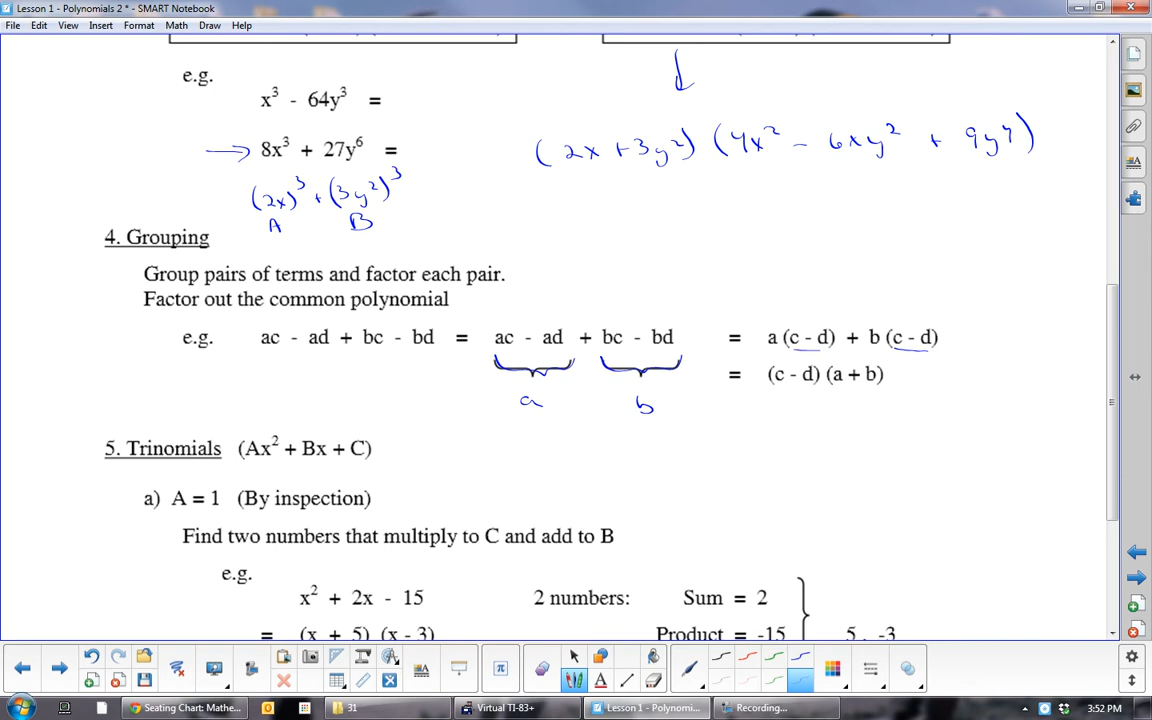 Lesson 1 - Polynomials 2 * - SMART Notebook
File Edit View Insert Format Math Draw Help
e.g.
x³ - 64y³ =
→ 8x³ + 27y⁶ = (2x + 3y²) (4x² - 6xy² + 9y⁴)
(2x)³ + (3y²)³
A B
4. Grouping
Group pairs of terms and factor each pair.
Factor out the common polynomial
e.g. ac - ad + bc - bd = ac - ad + bc - bd = a (c - d) + b (c - d)
= (c - d) (a + b)
a b
5. Trinomials (Ax² + Bx + C)
a) A = 1 (By inspection)
Find two numbers that multiply to C and add to B
e.g.
x² + 2x - 15 2 numbers: Sum = 2
= (x + 5) (x - 3) Product = -15 5, -3
Seating Chart: Mathe... 31 Virtual TI-83+ Lesson 1 - Polynomi... Recording... 3:52 PM